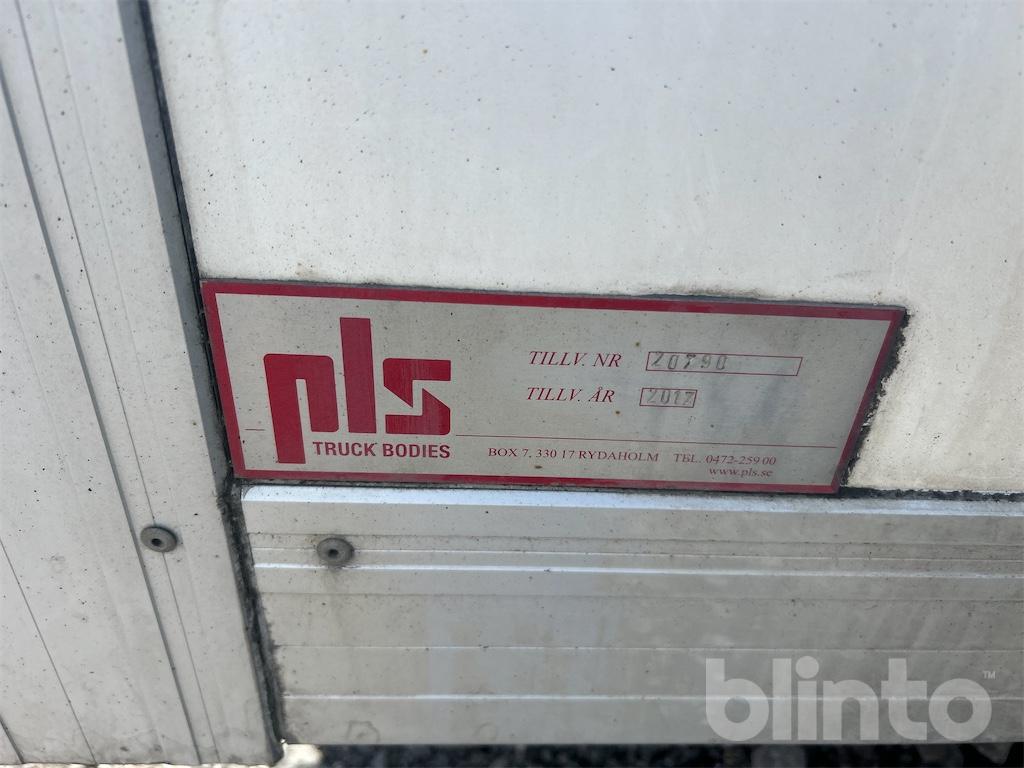 pls
TRUCK BODIES
TILLV. NR 20790
TILLV. ÅR 2012
BOX 7, 330 17 RYDAHOLM TEL. 0472-259 00
www.pls.se
blinto™